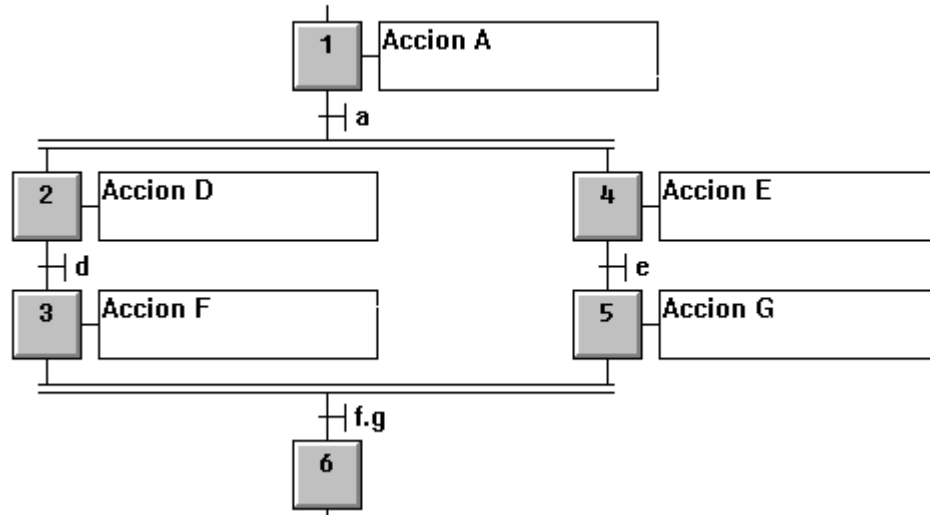 1 Accion A
a
2 Accion D
4 Accion E
d
e
3 Accion F
5 Accion G
f.g
6